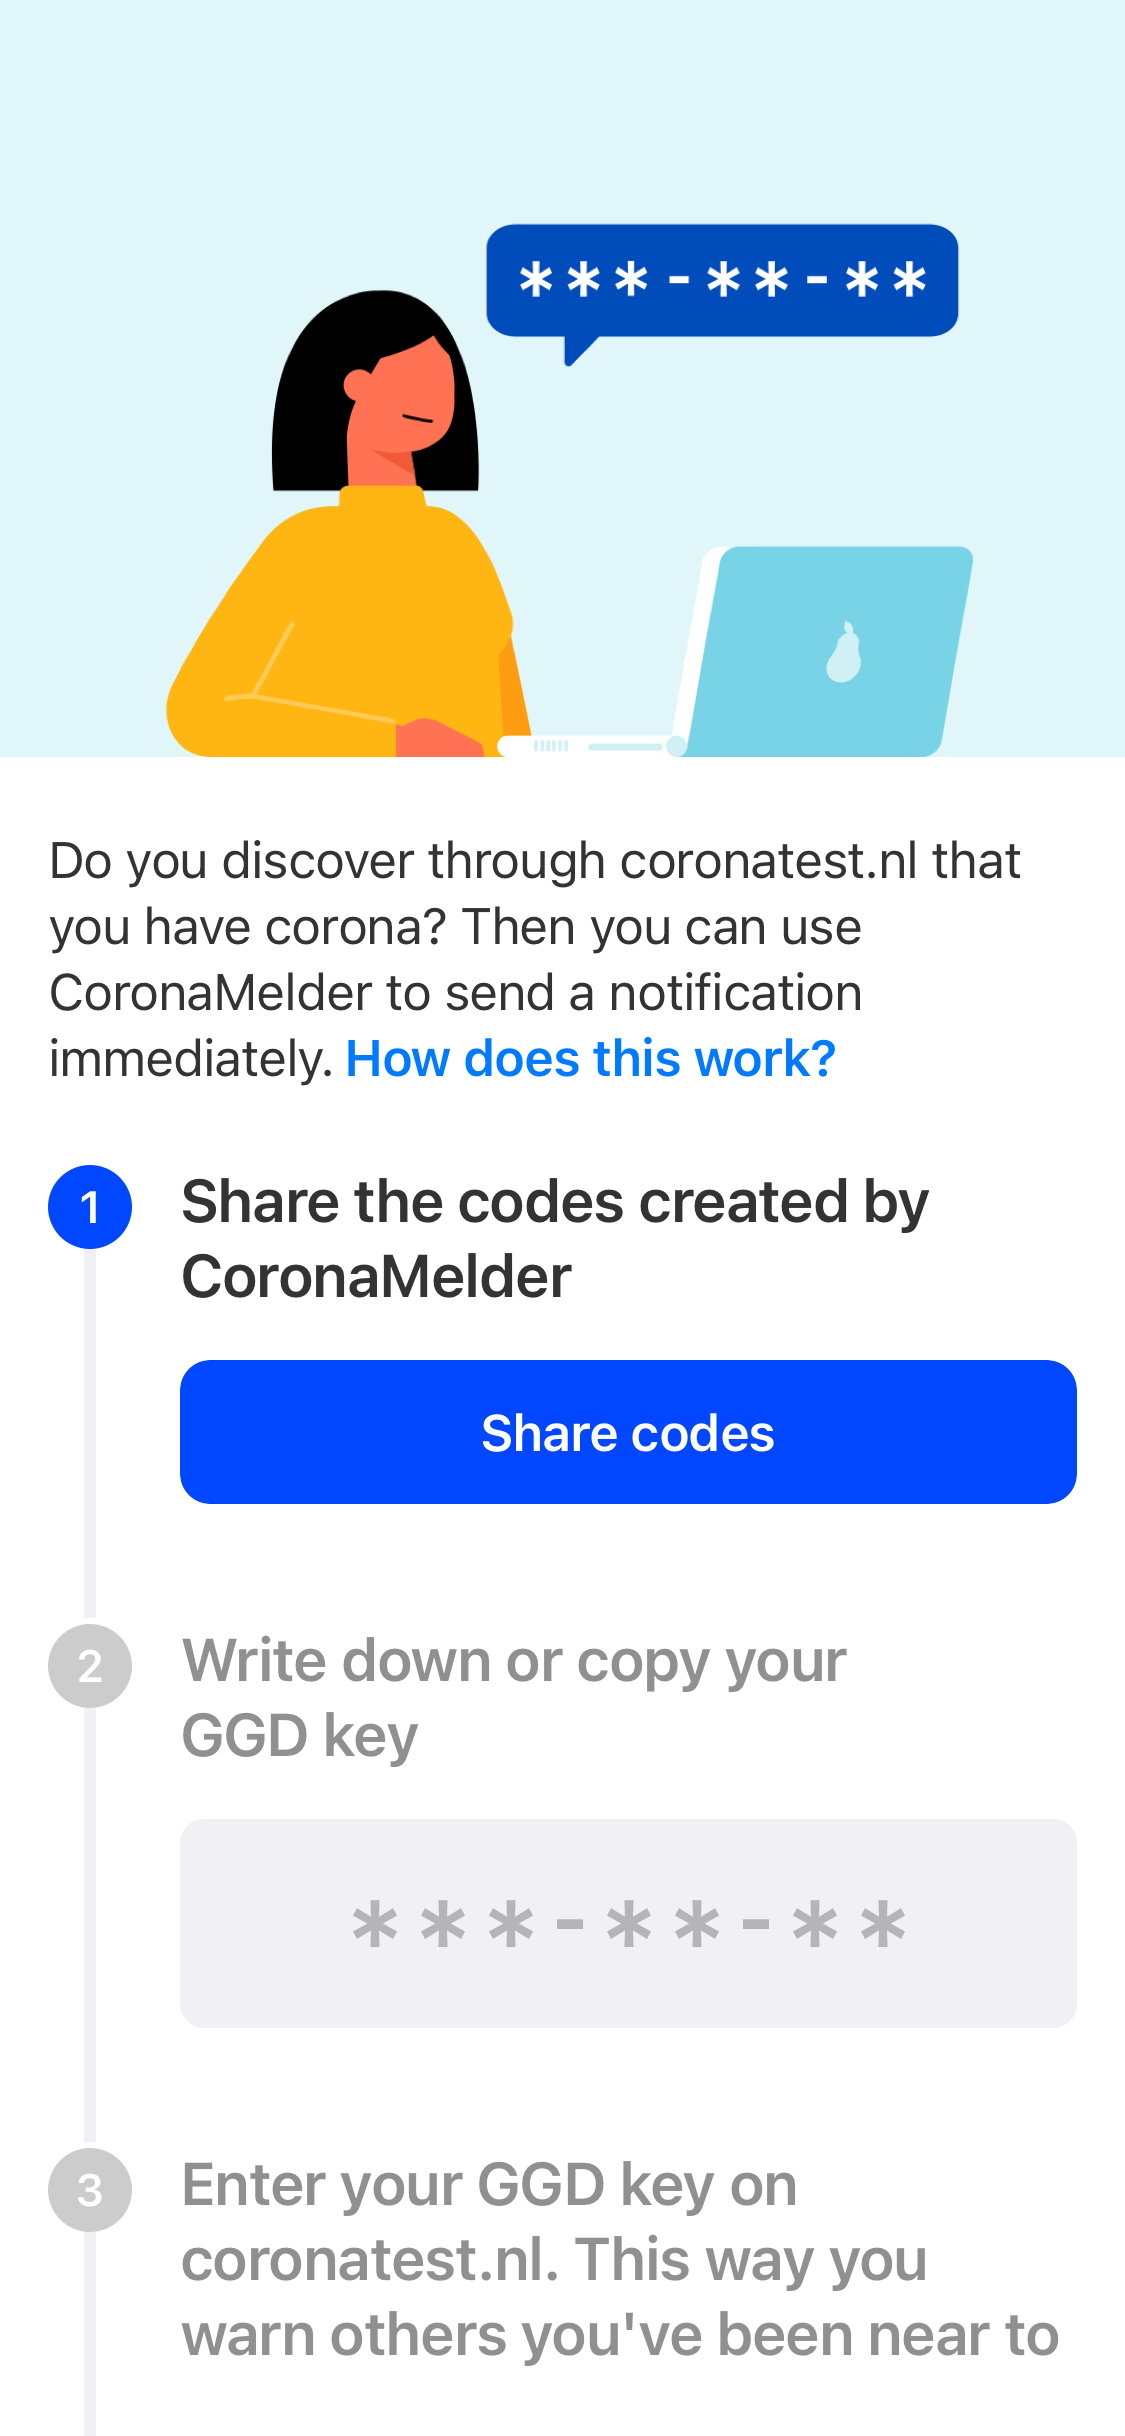 ***-**-**
Do you discover through coronatest.nl that
you have corona? Then you can use
CoronaMelder to send a notification
immediately. How does this work?
1
Share the codes created by
CoronaMelder
Share codes
2
Write down or copy your
GGD key
***-**-**
3
Enter your GGD key on
coronatest.nl. This way you
warn others you've been near to